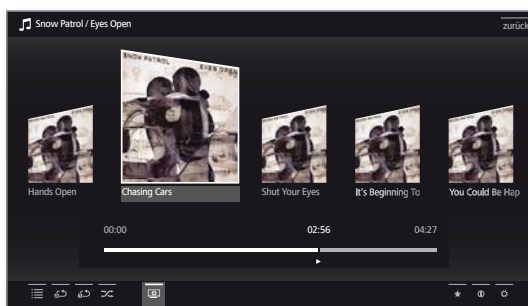 Snow Patrol / Eyes Open
zurück
SNOW PATROL EYES OPEN
Hands Open
Chasing Cars
Shut Your Eyes
It's Beginning To
You Could Be Hap
00:00 02:56 04:27